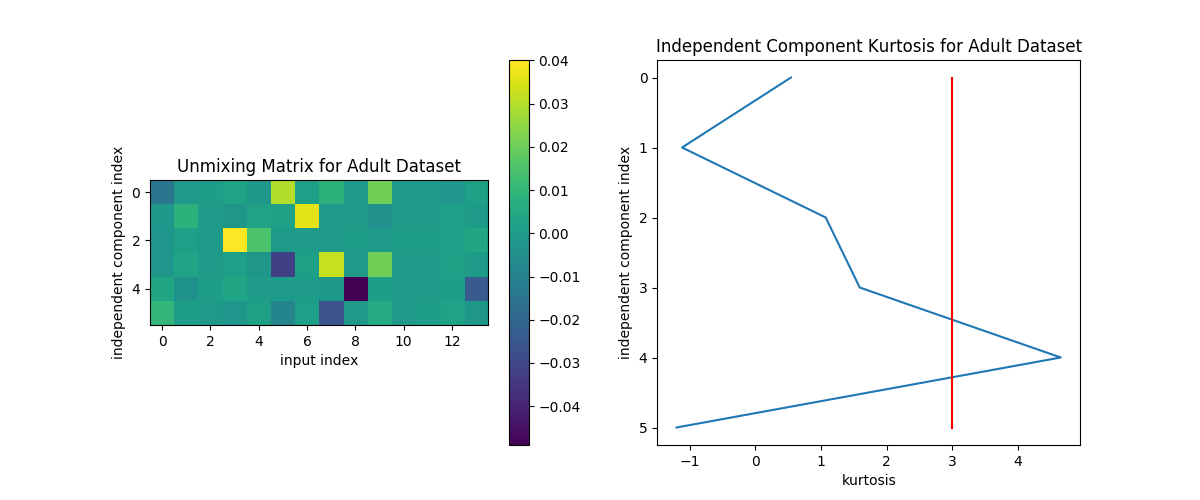 Unmixing Matrix for Adult Dataset
independent component index
0
2
4
0 2 4 6 8 10 12
input index
0.04
0.03
0.02
0.01
0.00
−0.01
−0.02
−0.03
−0.04
Independent Component Kurtosis for Adult Dataset
independent component index
0
1
2
3
4
5
−1 0 1 2 3 4
kurtosis